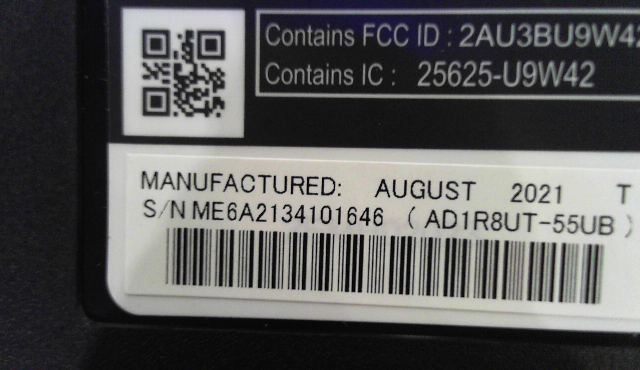 Contains FCC ID : 2AU3BU9W42
Contains IC : 25625-U9W42
MANUFACTURED: AUGUST 2021 T
S/N ME6A2134101646 ( AD1R8UT-55UB )